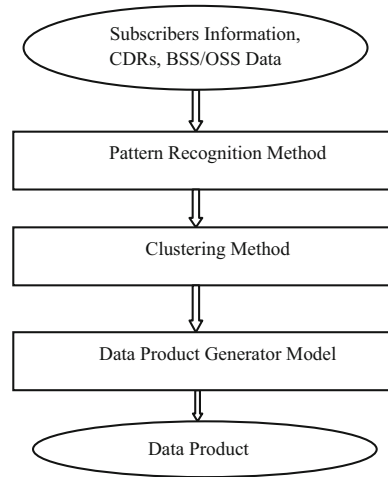 Subscribers Information,
CDRs, BSS/OSS Data
Pattern Recognition Method
Clustering Method
Data Product Generator Model
Data Product